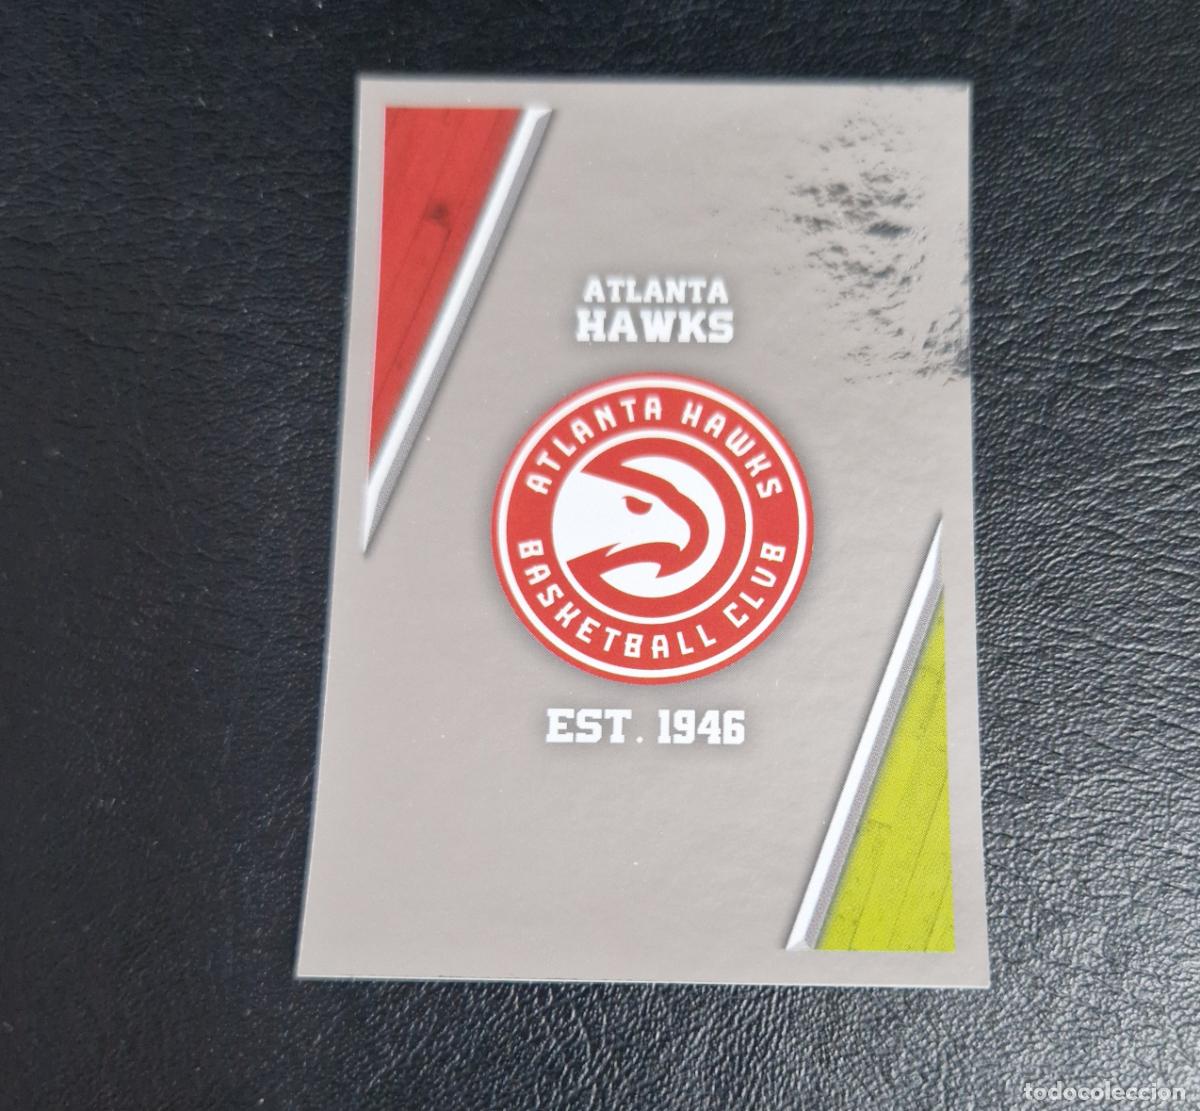 ATLANTA
HAWKS
ATLANTA HAWKS
BASKETBALL CLUB
EST. 1946
todocoleccion